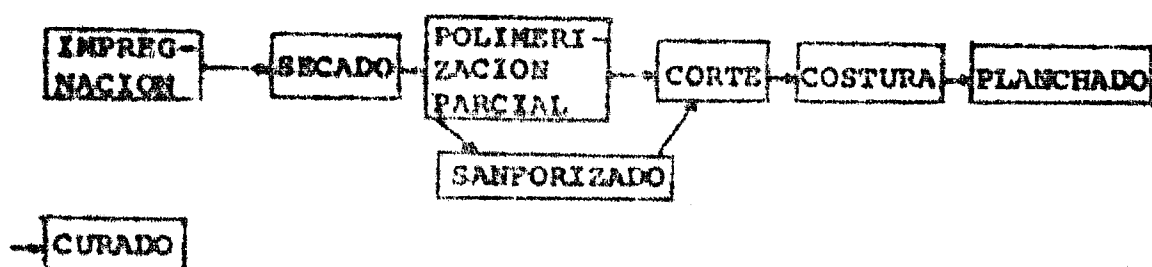 IMPREG-
NACION
SECADO
POLIMERI-
ZACION
PARCIAL
CORTE
COSTURA
PLANCHADO
SANFORIZADO
CURADO